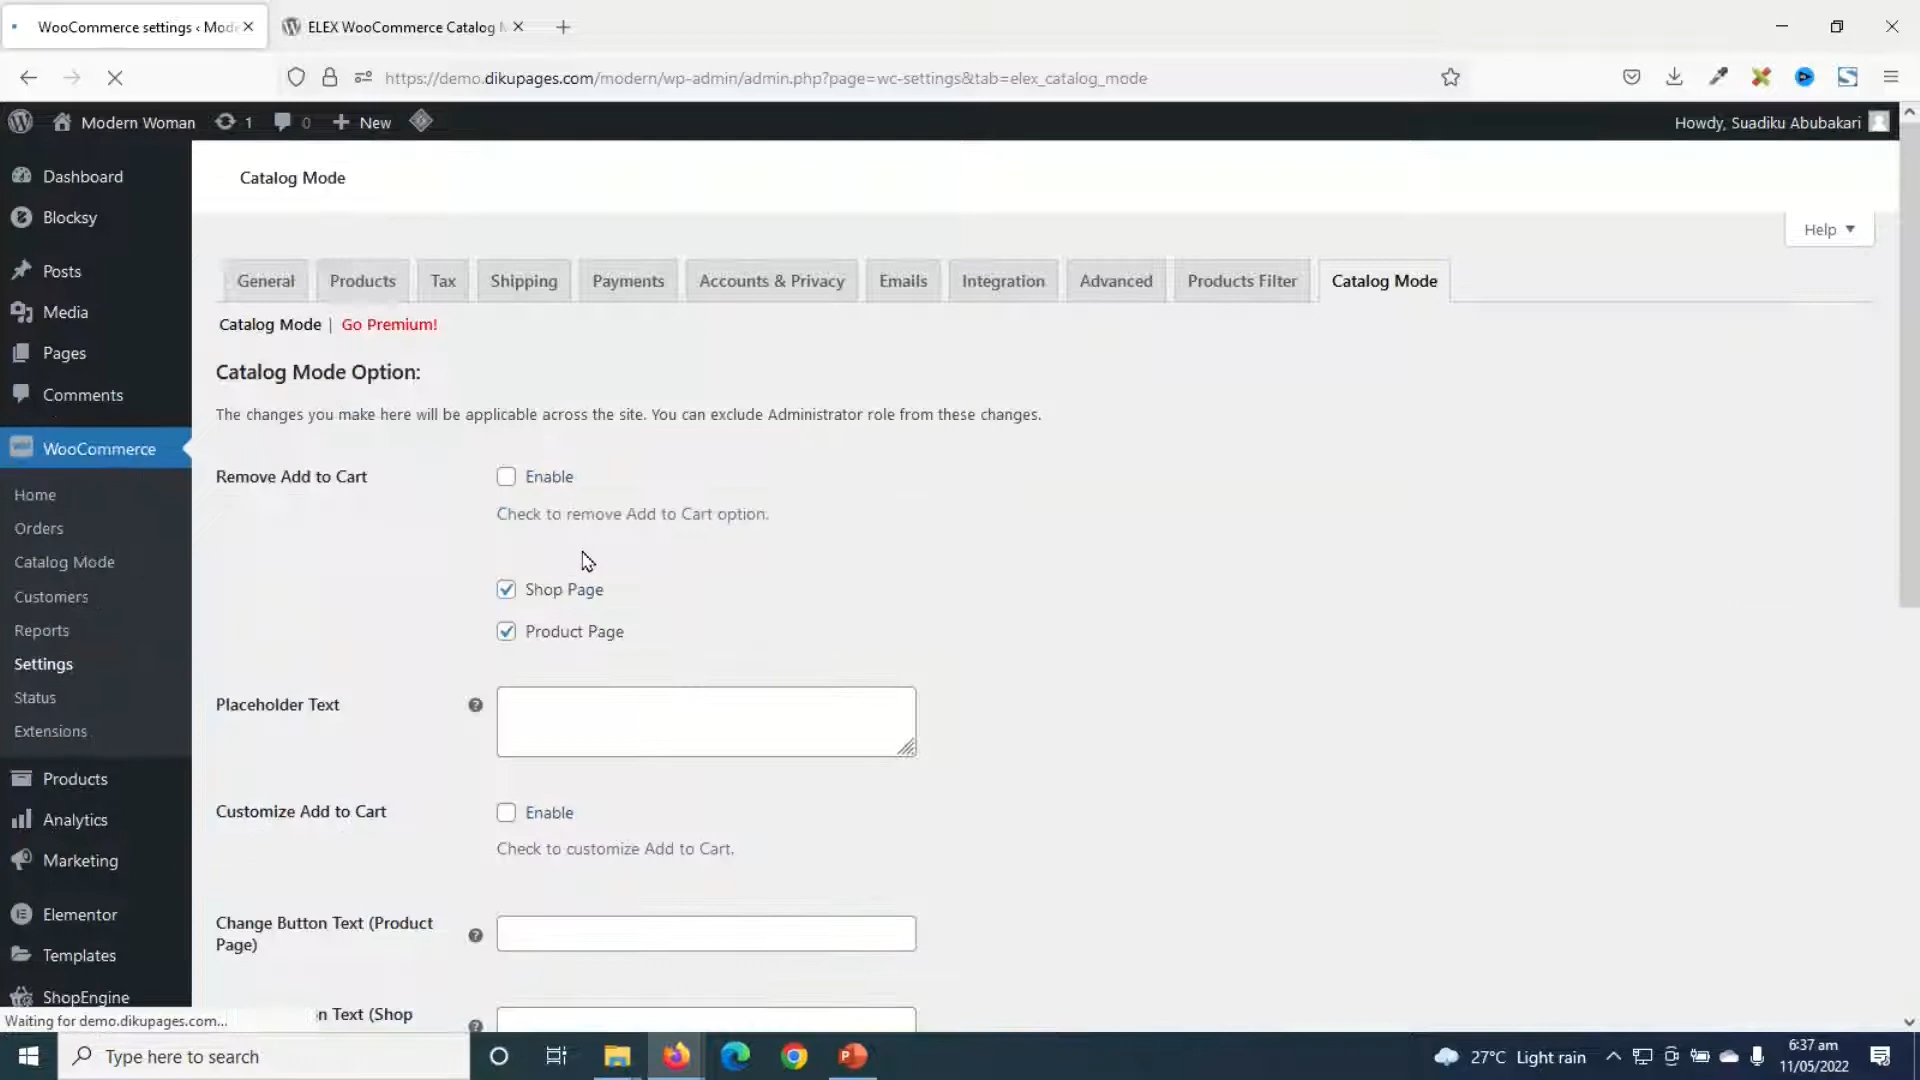 WooCommerce settings ‹ Mode
ELEX WooCommerce Catalog M
https://demo.dikupages.com/modern/wp-admin/admin.php?page=wc-settings&tab=elex_catalog_mode
Modern Woman 1 0 New
Howdy, Suadiku Abubakari
Dashboard
Blocksy
Posts
Media
Pages
Comments
WooCommerce
Home
Orders
Catalog Mode
Customers
Reports
Settings
Status
Extensions
Products
Analytics
Marketing
Elementor
Templates
ShopEngine
Waiting for demo.dikupages.com...
Catalog Mode
Help
General Products Tax Shipping Payments Accounts & Privacy Emails Integration Advanced Products Filter Catalog Mode
Catalog Mode | Go Premium!
Catalog Mode Option:
The changes you make here will be applicable across the site. You can exclude Administrator role from these changes.
Remove Add to Cart
Enable
Check to remove Add to Cart option.
Shop Page
Product Page
Placeholder Text
Customize Add to Cart
Enable
Check to customize Add to Cart.
Change Button Text (Product
Page)
n Text (Shop
Type here to search
27°C Light rain
6:37 am
11/05/2022